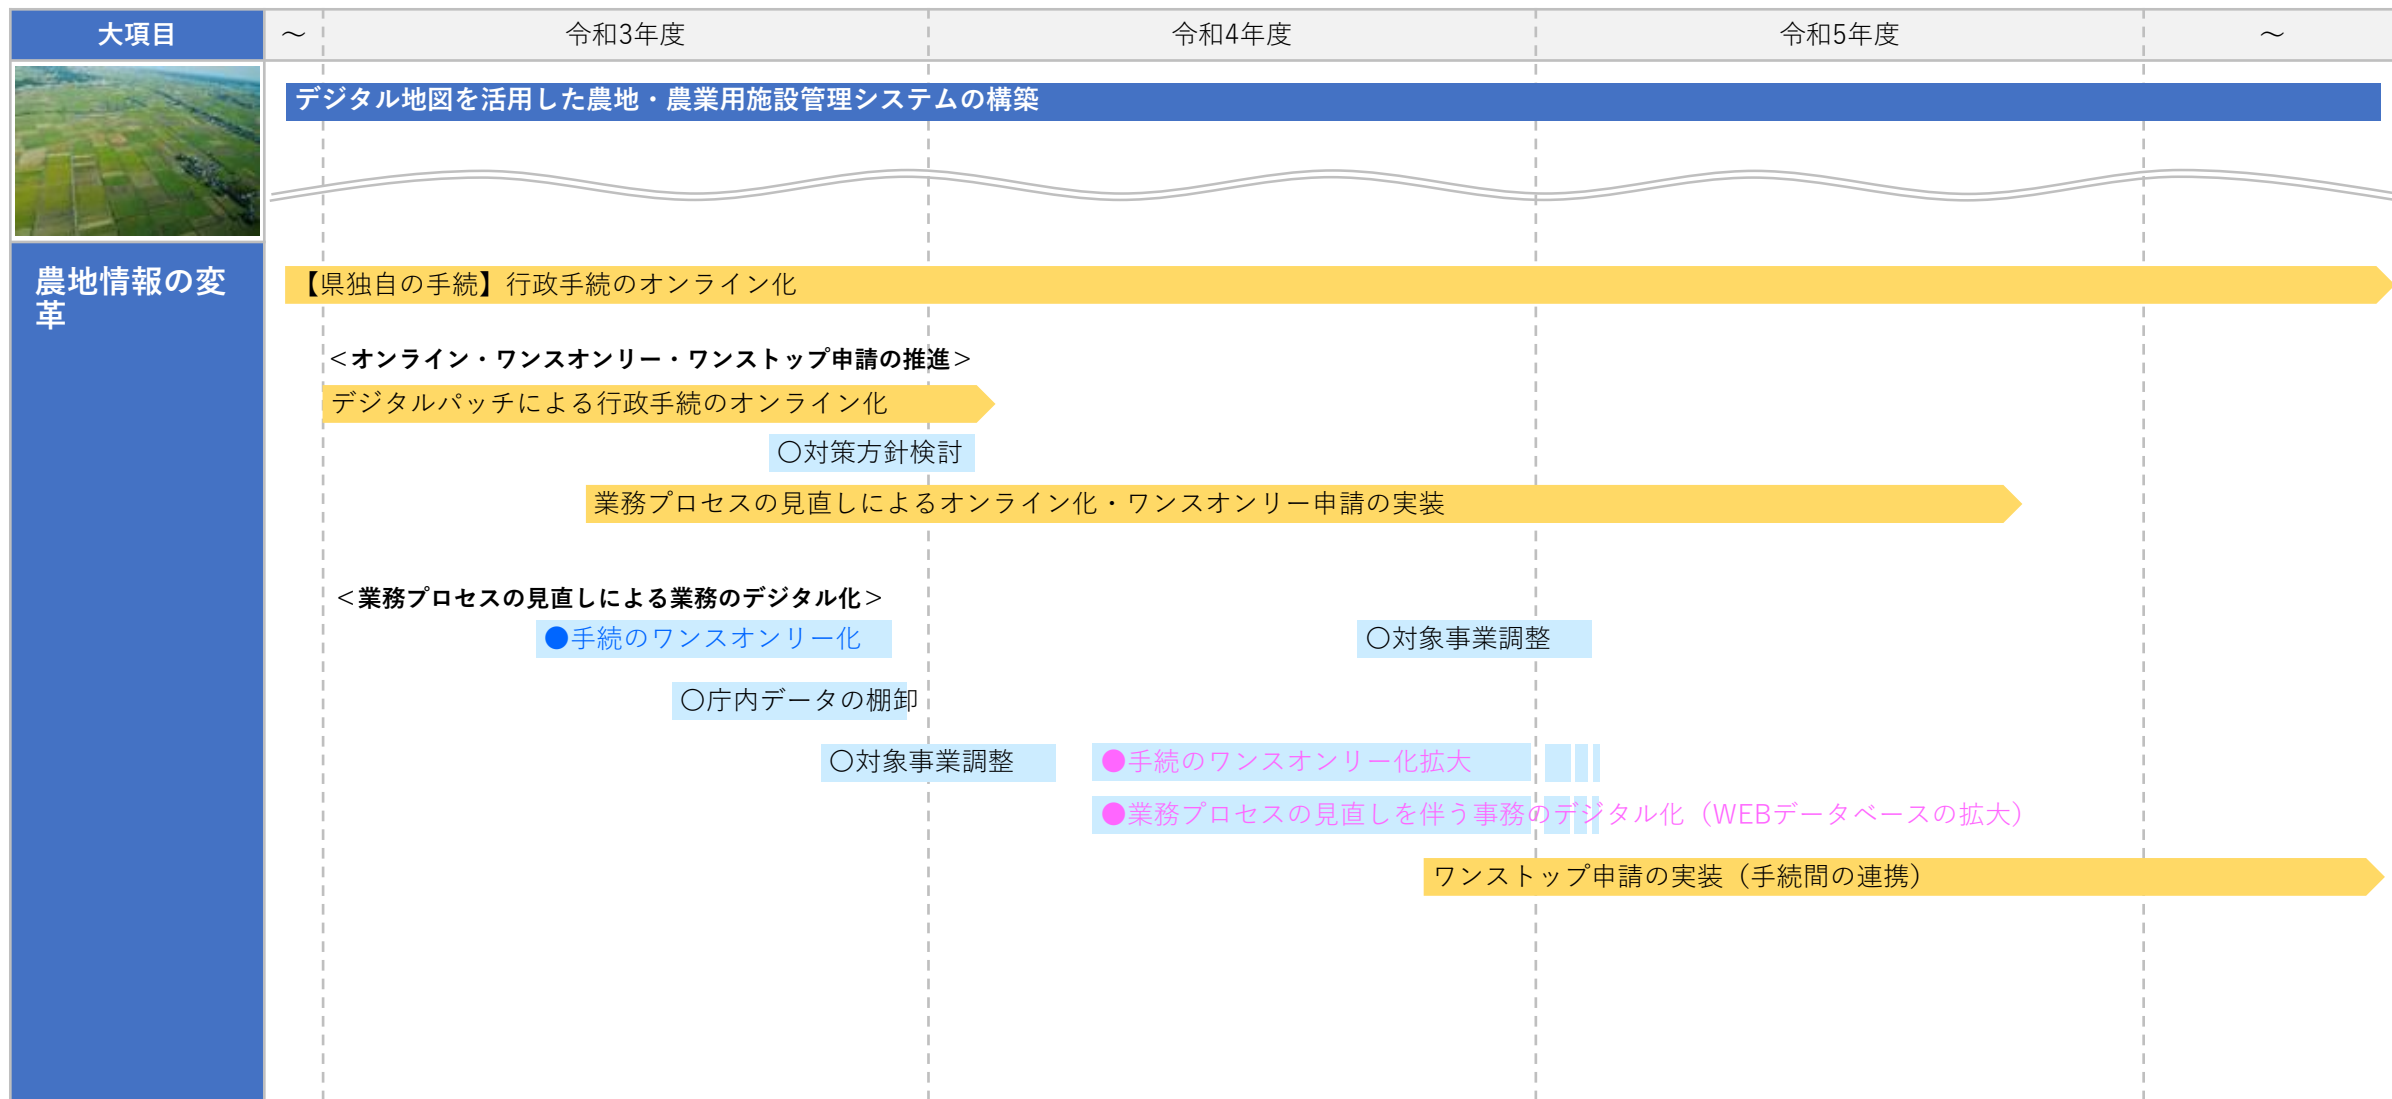 大項目
～
令和3年度
令和4年度
令和5年度
～
デジタル地図を活用した農地・農業用施設管理システムの構築
農地情報の変
革
【県独自の手続】行政手続のオンライン化
＜オンライン・ワンスオンリー・ワンストップ申請の推進＞
デジタルパッチによる行政手続のオンライン化
〇対策方針検討
業務プロセスの見直しによるオンライン化・ワンスオンリー申請の実装
＜業務プロセスの見直しによる業務のデジタル化＞
●手続のワンスオンリー化
〇対象事業調整
〇庁内データの棚卸
〇対象事業調整
●手続のワンスオンリー化拡大
●業務プロセスの見直しを伴う事務のデジタル化（WEBデータベースの拡大）
ワンストップ申請の実装（手続間の連携）